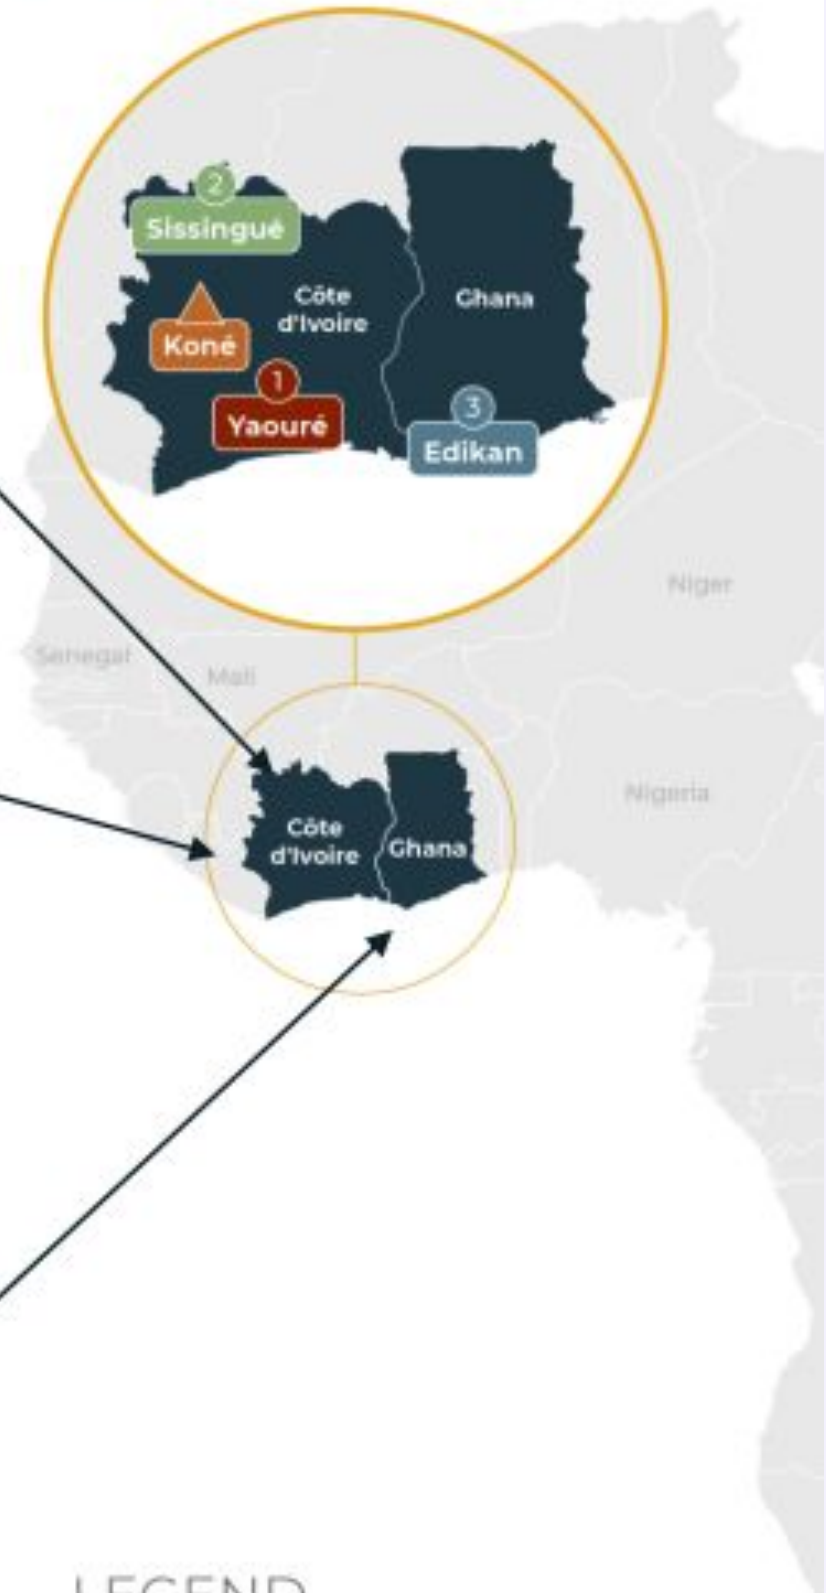 2
Sissingué
Côte
d'Ivoire
Ghana
Koné
1
Yaouré
3
Edikan
Niger
Senegal
Mali
Nigeria
Côte
d'Ivoire
Ghana
LEGEND